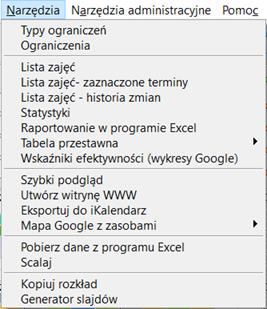 Narzędzia Narzędzia administracyjne Pomoc
Typy ograniczeń
Ograniczenia
Lista zajęć
Lista zajęć- zaznaczone terminy
Lista zajęć - historia zmian
Statystyki
Raportowanie w programie Excel
Tabela przestawna
Wskaźniki efektywności (wykresy Google)
Szybki podgląd
Utwórz witrynę WWW
Eksportuj do iKalendarz
Mapa Google z zasobami
Pobierz dane z programu Excel
Scalaj
Kopiuj rozkład
Generator slajdów